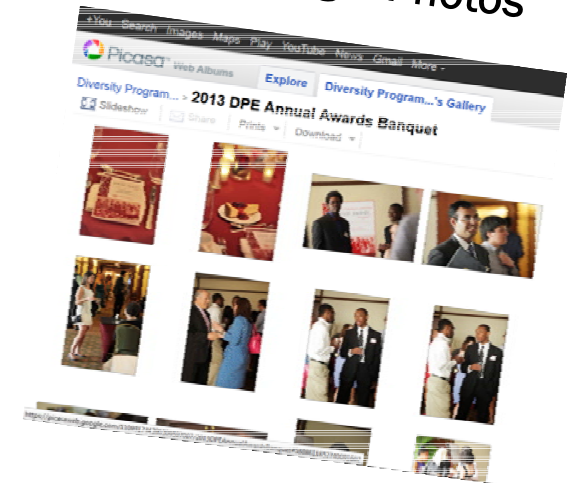 Photos
+You Search Images Maps Play YouTube News Gmail More
Picasa™ Web Albums Explore Diversity Program...'s Gallery
Diversity Program... > 2013 DPE Annual Awards Banquet
Slideshow Share Prints Download